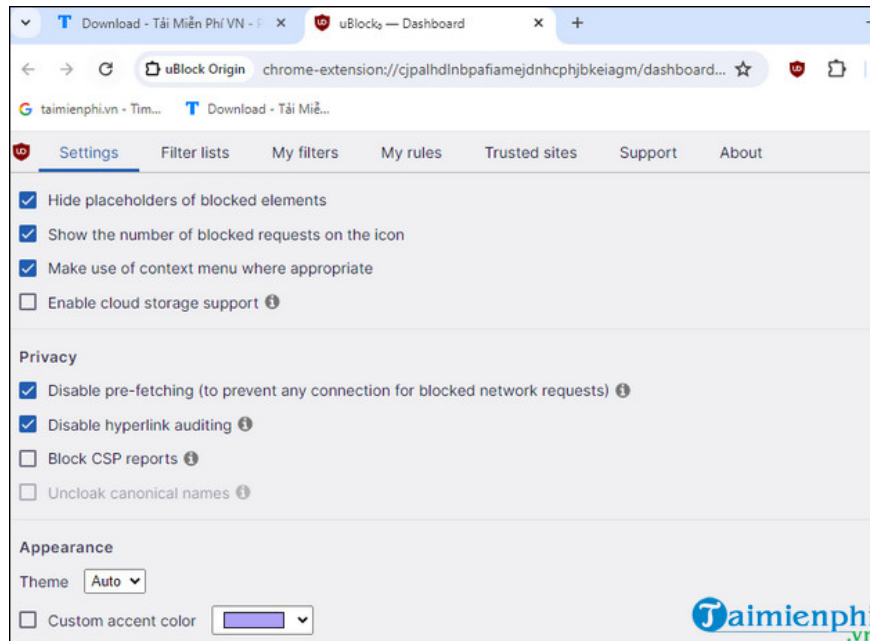 Download - Tải Miễn Phí VN - P
uBlock₀ — Dashboard
uBlock Origin
chrome-extension://cjpalhdlnbpafiamejdnhcphjbkeiagm/dashboard...
taimienphi.vn - Tim...
Download - Tải Miễ...
Settings
Filter lists
My filters
My rules
Trusted sites
Support
About
Hide placeholders of blocked elements
Show the number of blocked requests on the icon
Make use of context menu where appropriate
Enable cloud storage support
Privacy
Disable pre-fetching (to prevent any connection for blocked network requests)
Disable hyperlink auditing
Block CSP reports
Uncloak canonical names
Appearance
Theme
Auto
Custom accent color
Taimienphi
.vn